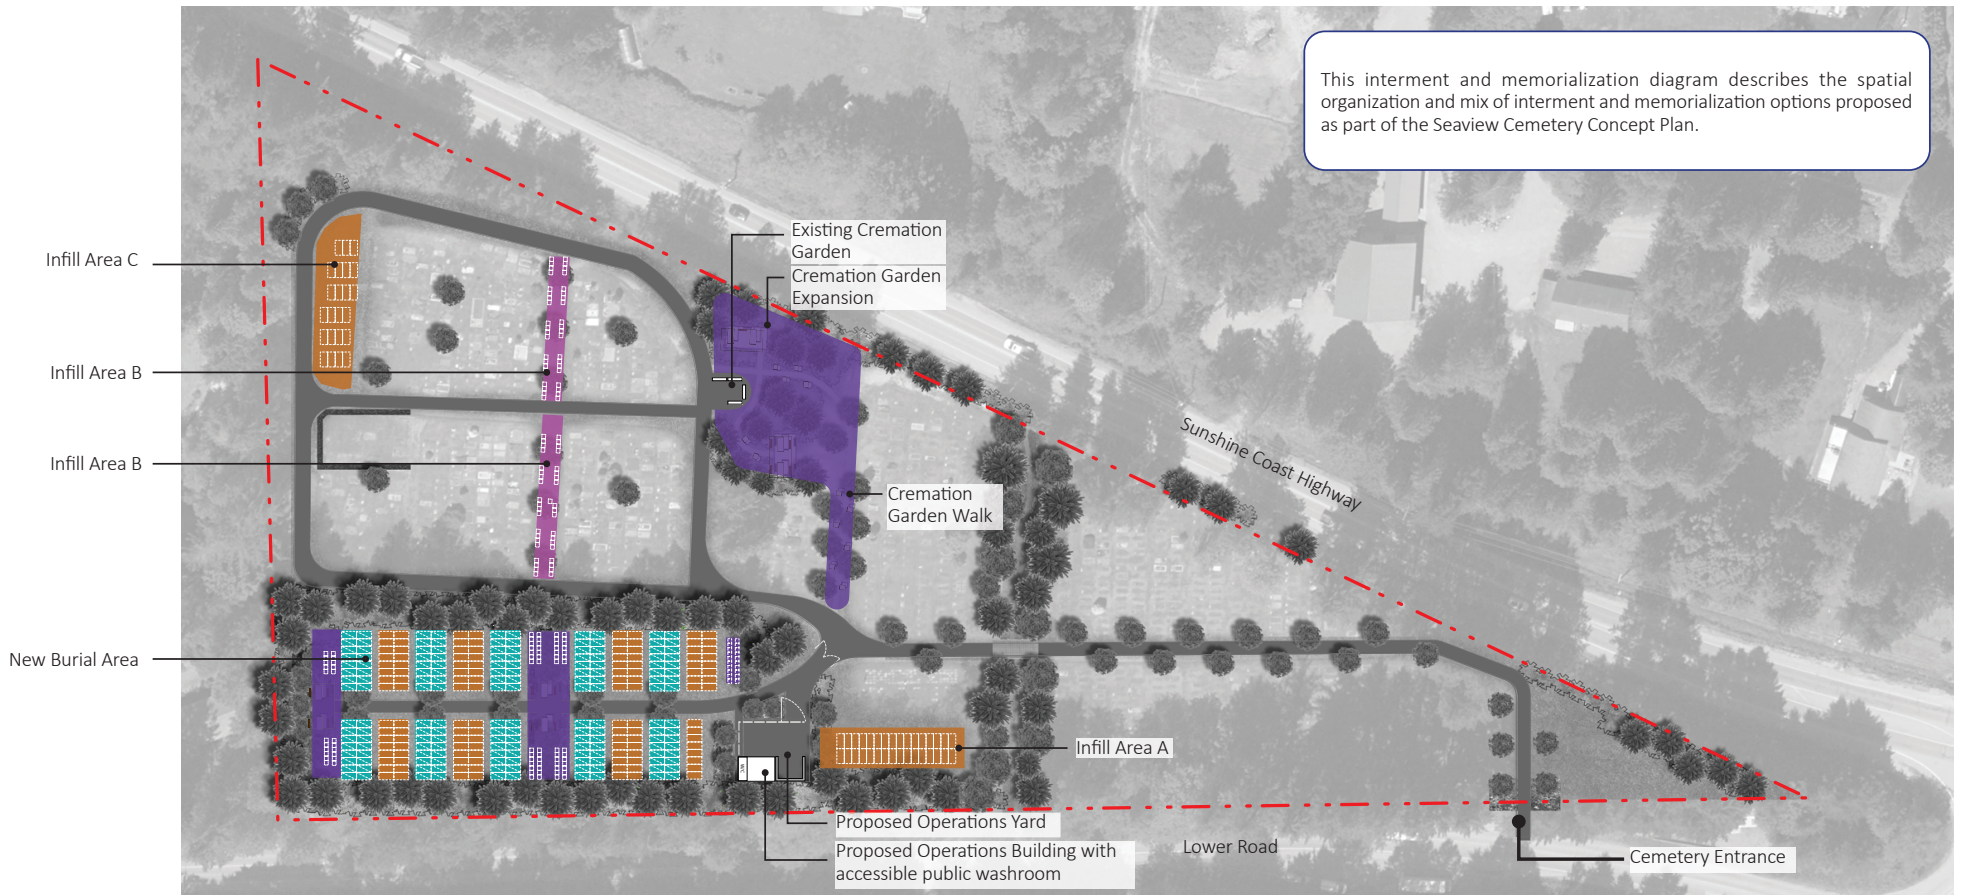 This interment and memorialization diagram describes the spatial
organization and mix of interment and memorialization options proposed
as part of the Seaview Cemetery Concept Plan.
Existing Cremation
Garden
Cremation Garden
Expansion
Infill Area C
Infill Area B
Infill Area B
Sunshine Coast Highway
Cremation
Garden Walk
New Burial Area
Infill Area A
Proposed Operations Yard
Proposed Operations Building with
accessible public washroom
Lower Road
Cemetery Entrance